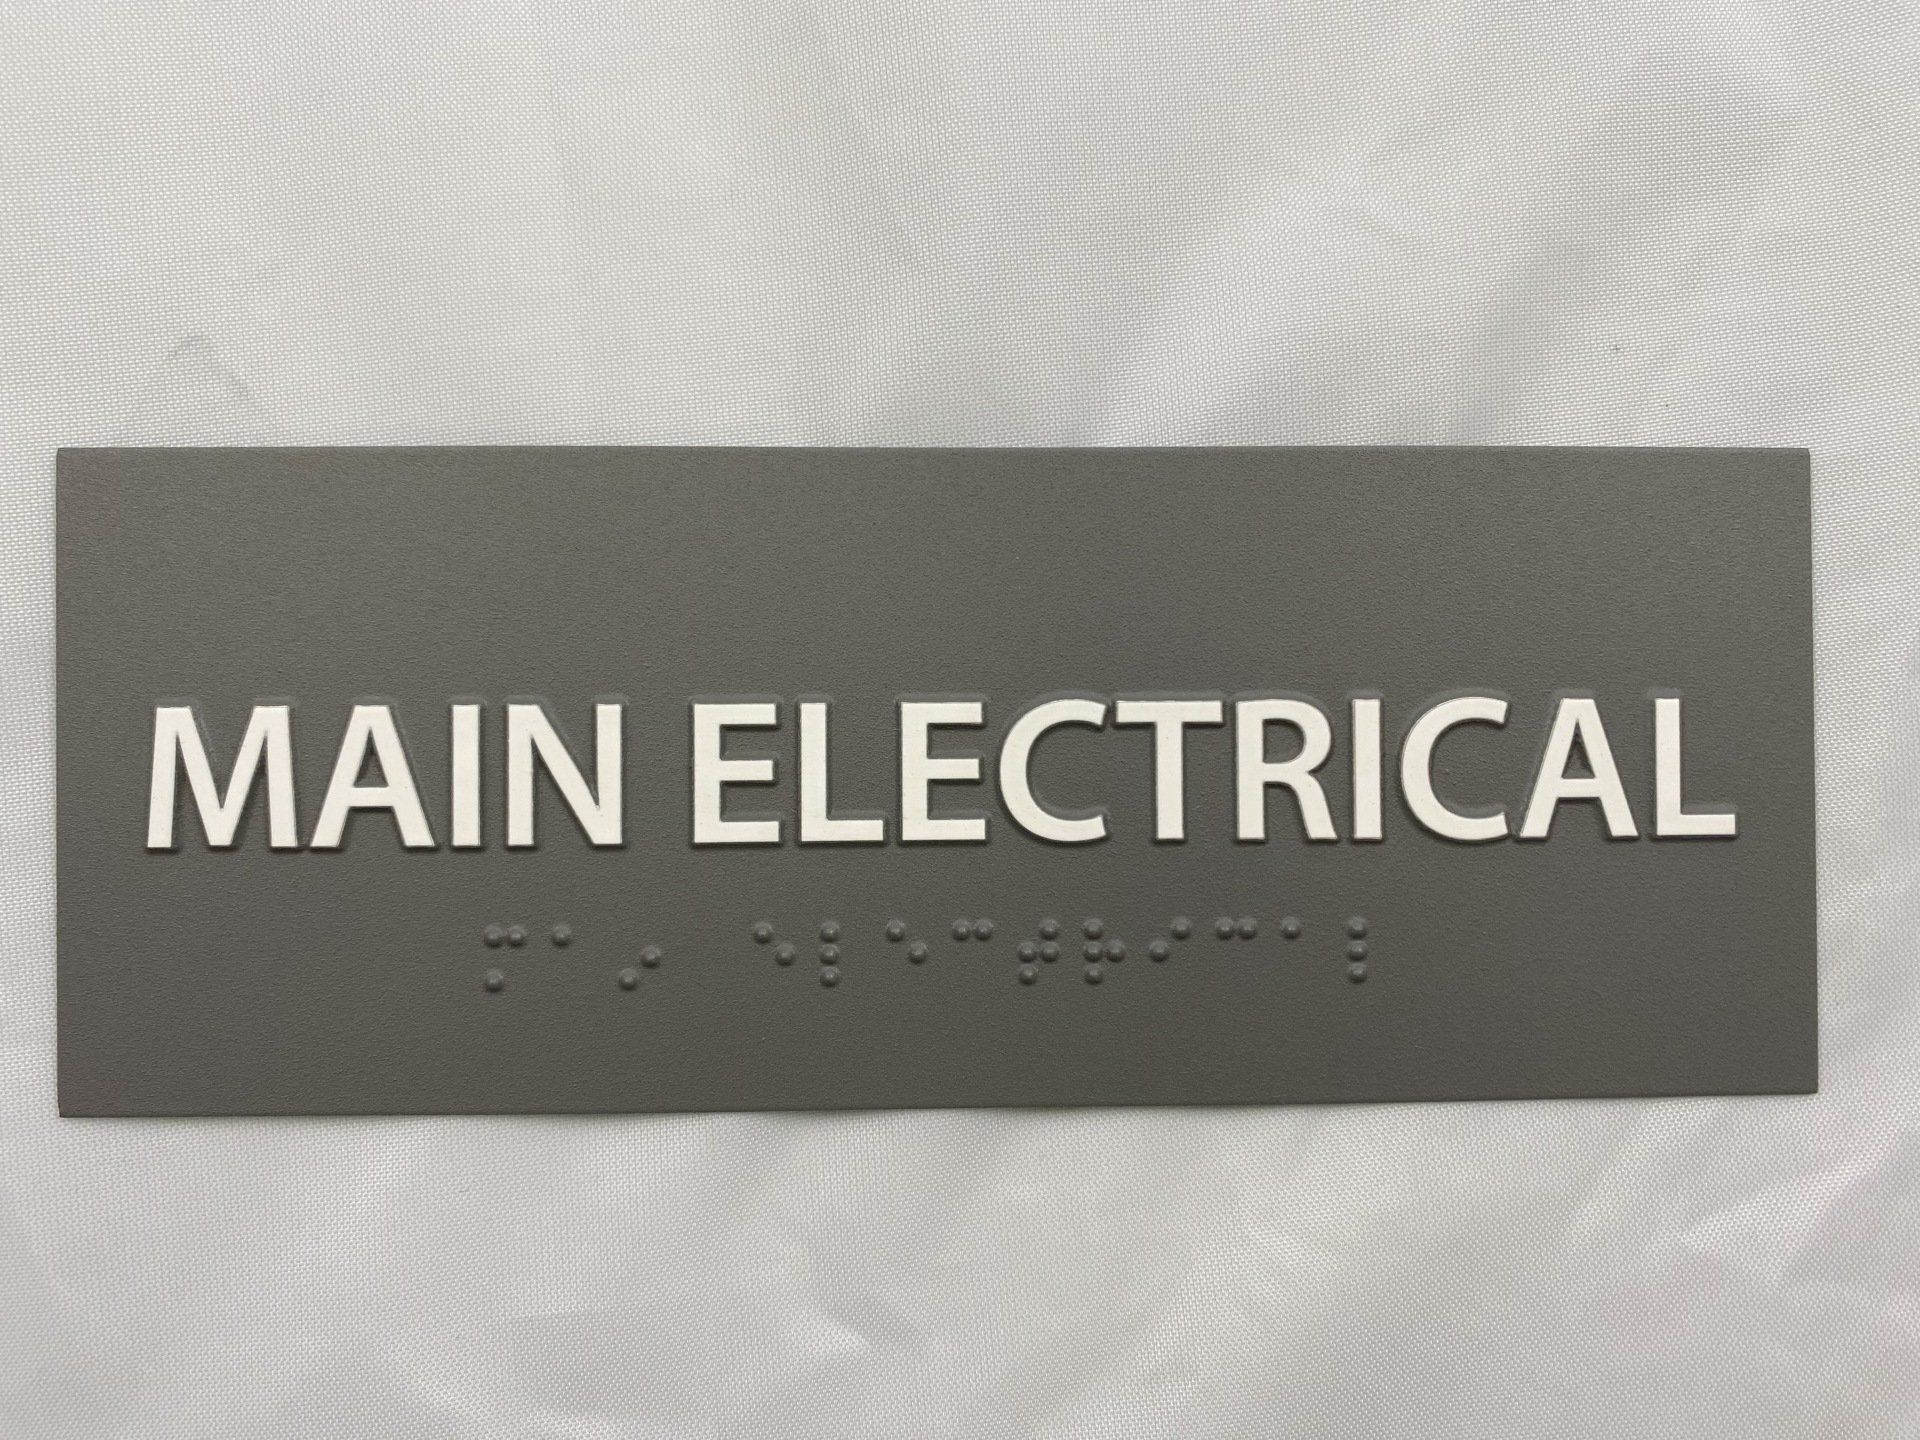 MAIN ELECTRICAL
⠍⠁⠔ ⠑⠇⠑⠉⠞⠗⠊⠉⠁⠇